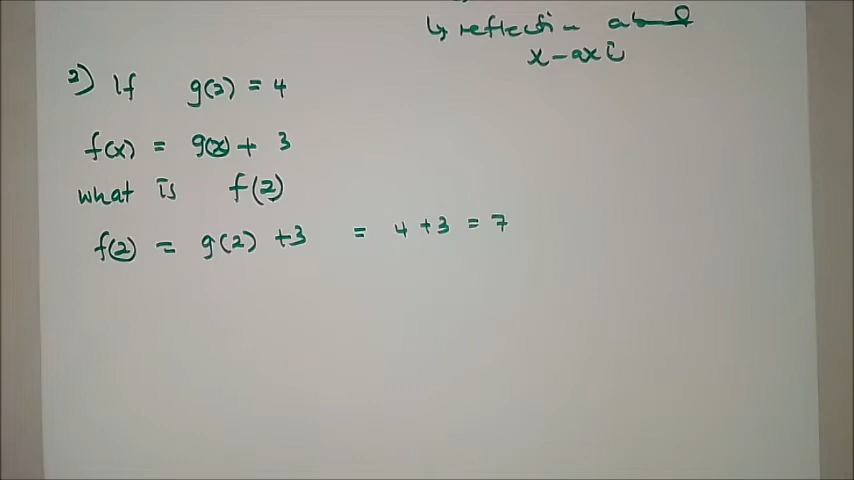 ↳ reflection about
x-axis
2) If g(2) = 4
f(x) = g(x) + 3
what is f(2)
f(2) = g(2) +3 = 4 +3 = 7